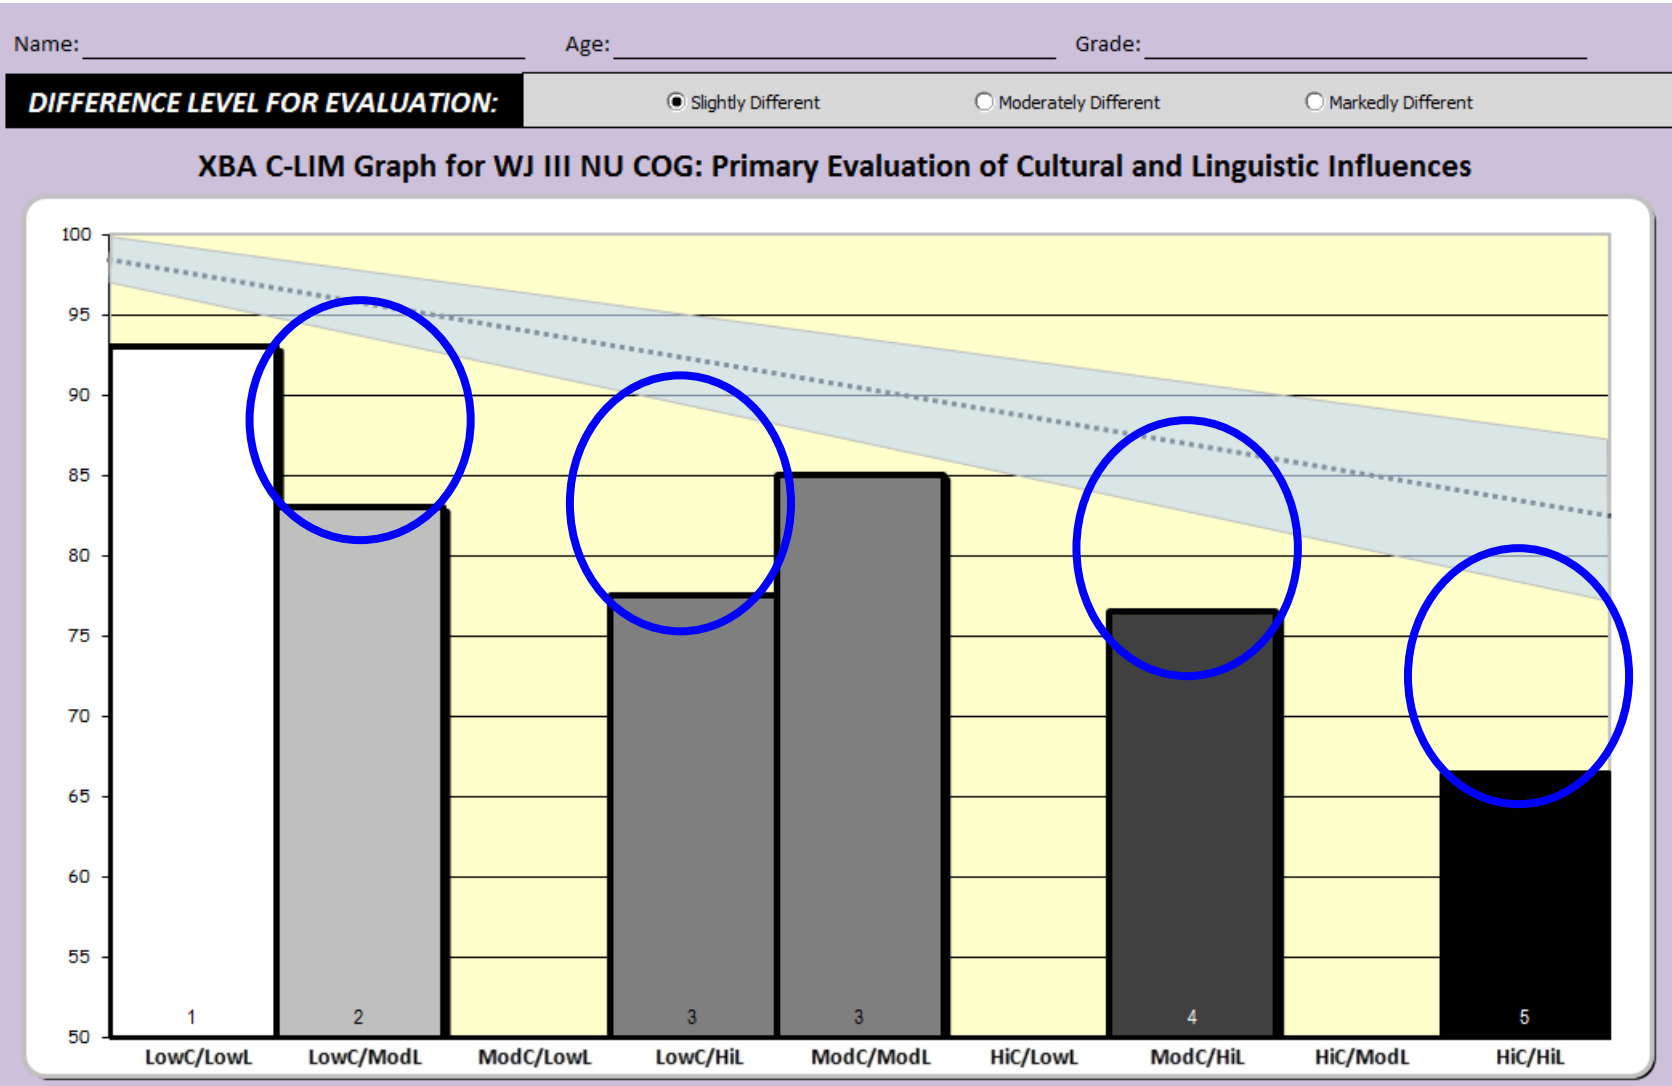 Name: Age: Grade:
DIFFERENCE LEVEL FOR EVALUATION: Slightly Different Moderately Different Markedly Different
XBA C-LIM Graph for WJ III NU COG: Primary Evaluation of Cultural and Linguistic Influences
100
95
90
85
80
75
70
65
60
55
50
1 2 3 3 4 5
LowC/LowL LowC/ModL ModC/LowL LowC/HiL ModC/ModL HiC/LowL ModC/HiL HiC/ModL HiC/HiL